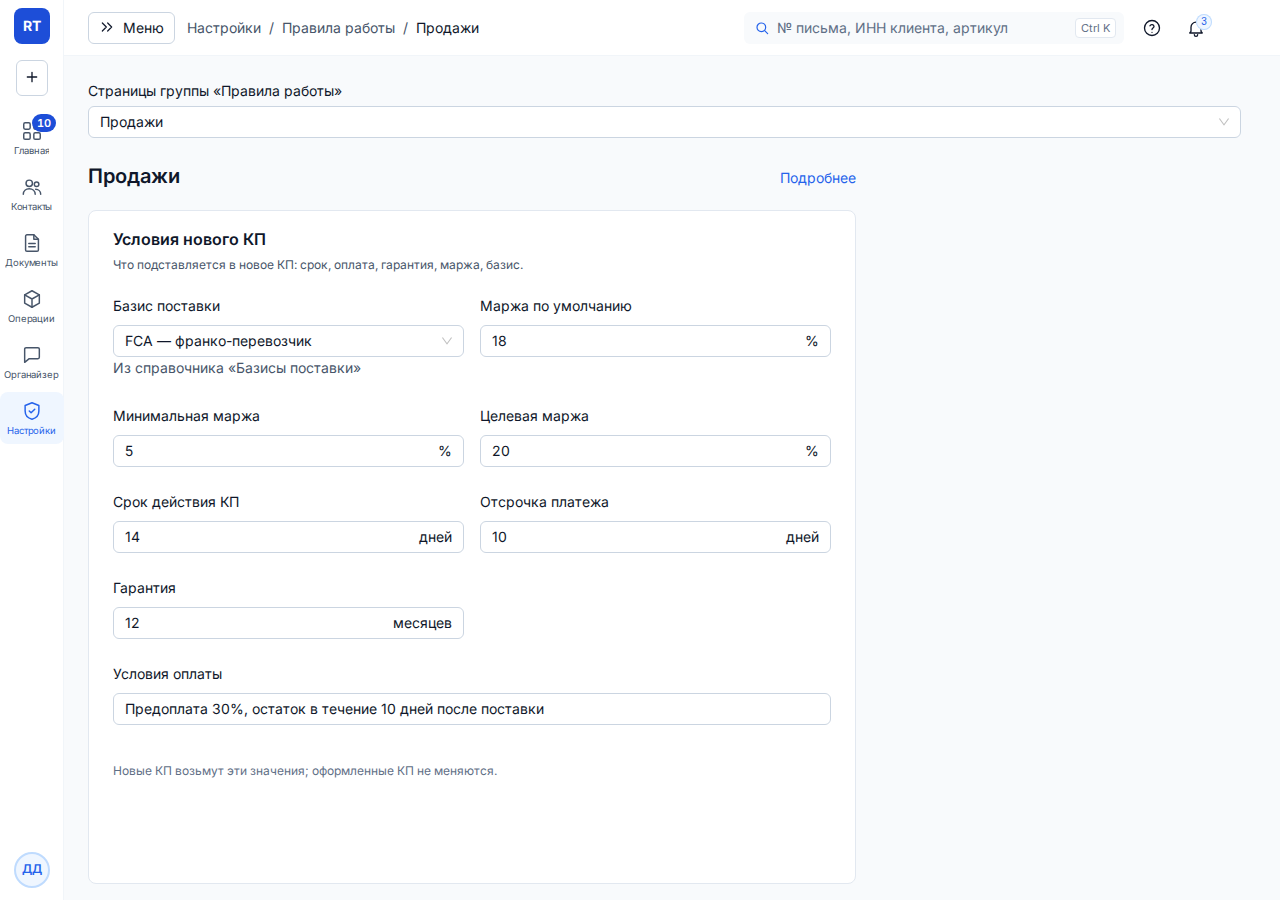 RT
Меню
Настройки / Правила работы / Продажи
№ письма, ИНН клиента, артикул
Ctrl K
3
10
Главная
Контакты
Документы
Операции
Органайзер
Настройки
ДД
Страницы группы «Правила работы»
Продажи
Продажи
Подробнее
Условия нового КП
Что подставляется в новое КП: срок, оплата, гарантия, маржа, базис.
Базис поставки
FCA — франко-перевозчик
Из справочника «Базисы поставки»
Маржа по умолчанию
18 %
Минимальная маржа
5 %
Целевая маржа
20 %
Срок действия КП
14 дней
Отсрочка платежа
10 дней
Гарантия
12 месяцев
Условия оплаты
Предоплата 30%, остаток в течение 10 дней после поставки
Новые КП возьмут эти значения; оформленные КП не меняются.